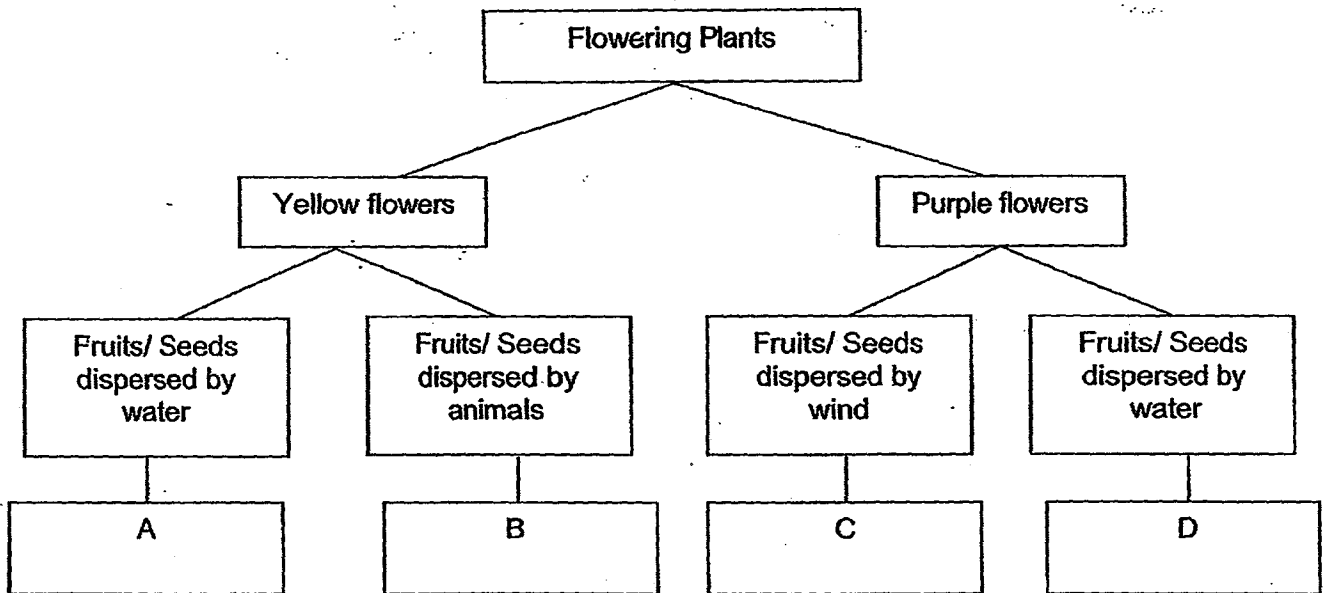 Flowering Plants
Yellow flowers
Purple flowers
Fruits/ Seeds
dispersed by
water
Fruits/ Seeds
dispersed by
animals
Fruits/ Seeds
dispersed by
wind
Fruits/ Seeds
dispersed by
water
A
B
C
D